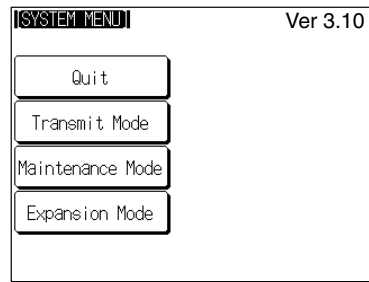 [SYSTEM MENU] Ver 3.10
Quit
Transmit Mode
Maintenance Mode
Expansion Mode